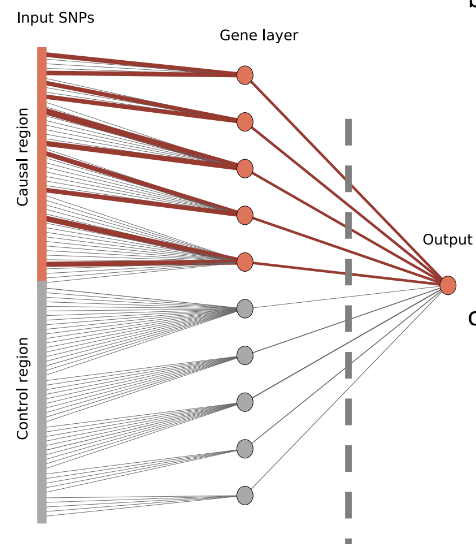 Input SNPs
Gene layer
Causal region
Output
Control region